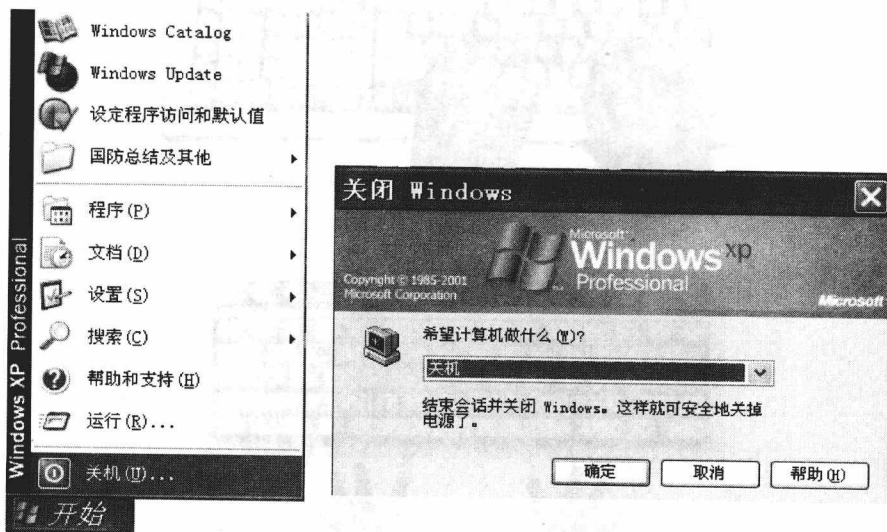 Windows Catalog
Windows Update
设定程序访问和默认值
国防总结及其他
程序(P)
文档(D)
设置(S)
搜索(C)
帮助和支持(H)
运行(R)...
关机(U)...
Windows XP Professional
开始
关闭 Windows
Microsoft
Windows xp
Professional
Copyright © 1985-2001
Microsoft Corporation
Microsoft
希望计算机做什么(W)?
关机
结束会话并关闭 Windows。这样就可安全地关掉
电源了。
确定
取消
帮助(H)